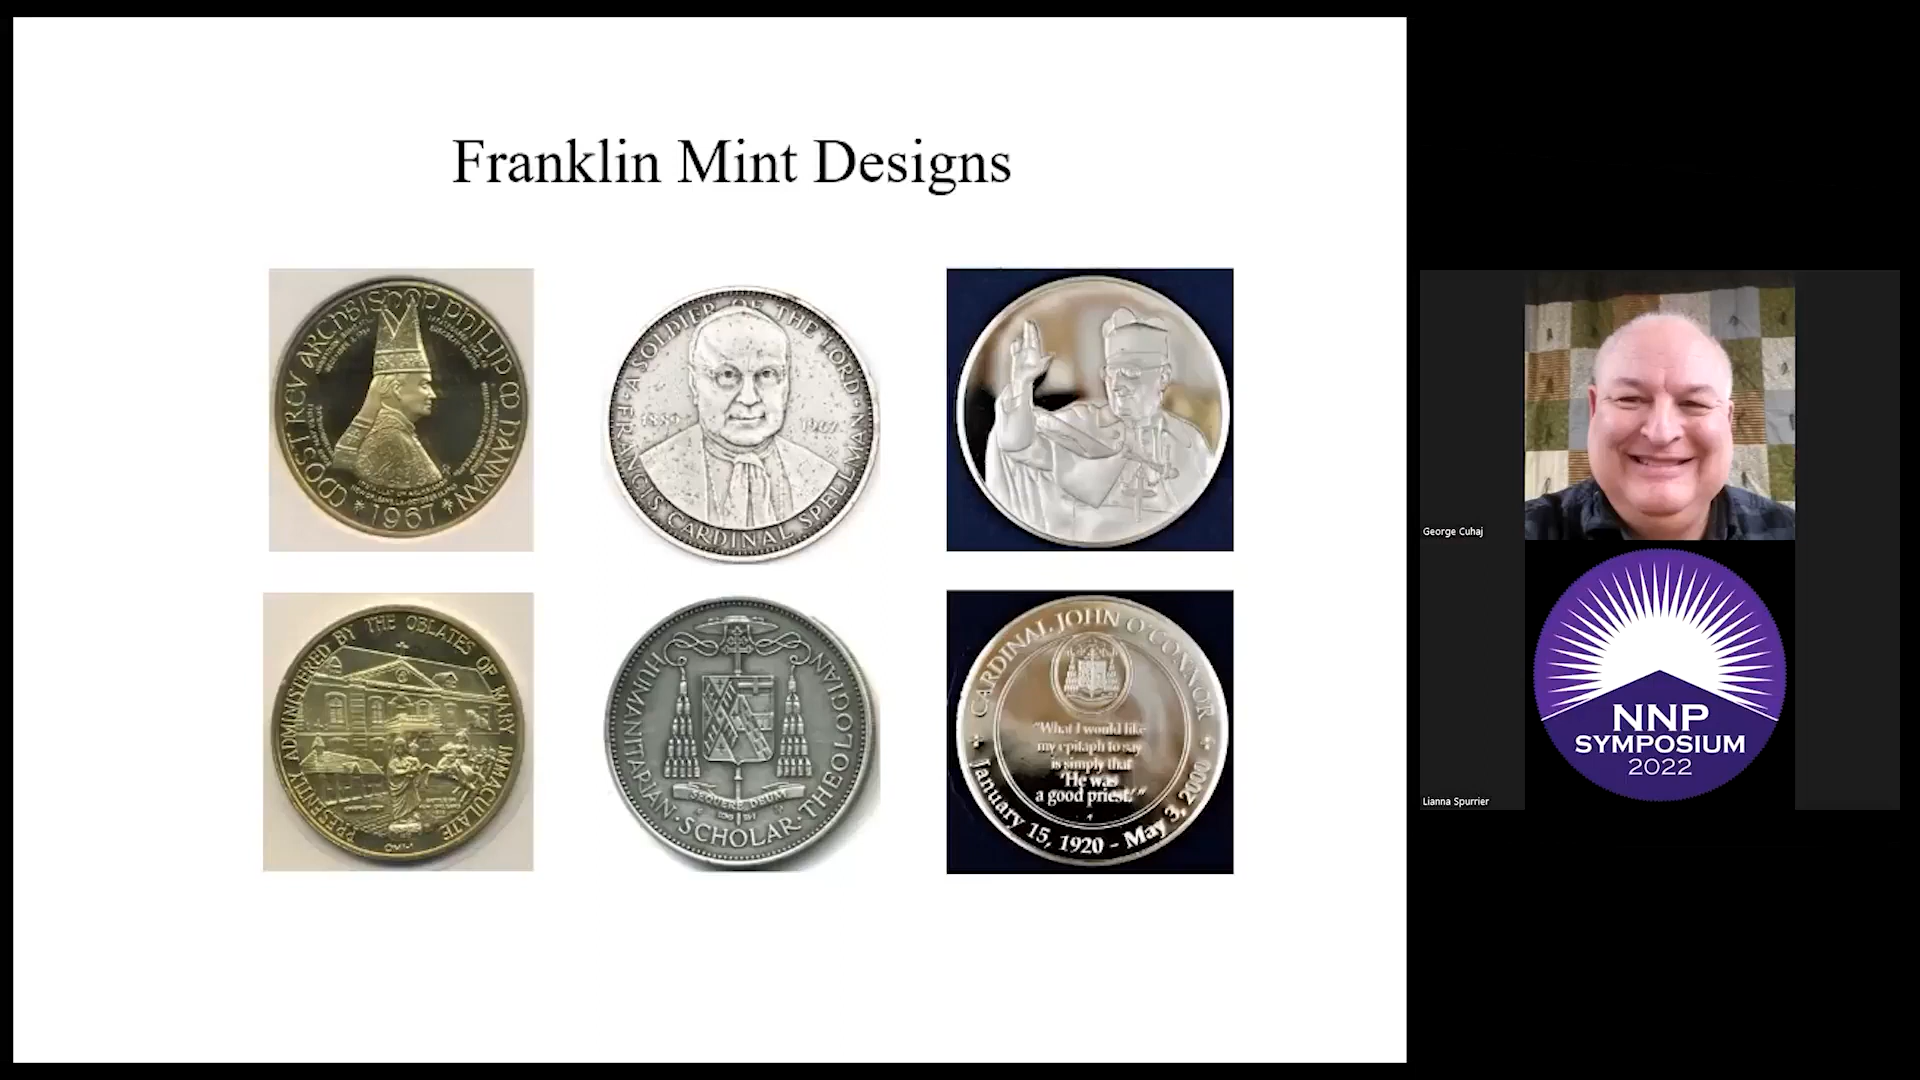 Franklin Mint Designs
MOST REV ARCHBISHOP PHILIP M HANNAN
1967
A SOLDIER OF THE LORD
1889 1967
FRANCIS CARDINAL SPELLMAN
PRESENTLY ADMINISTERED BY THE OBLATES OF MARY IMMACULATE
HUMANITARIAN · SCHOLAR · THEOLOGIAN
SEQUERE DEUM
CARDINAL JOHN O'CONNOR
"What I would like
my epitaph to say
is simply that
'He was
a good priest.'"
January 15, 1920 - May 3, 2000
George Cuhaj
NNP
SYMPOSIUM
2022
Lianna Spurrier